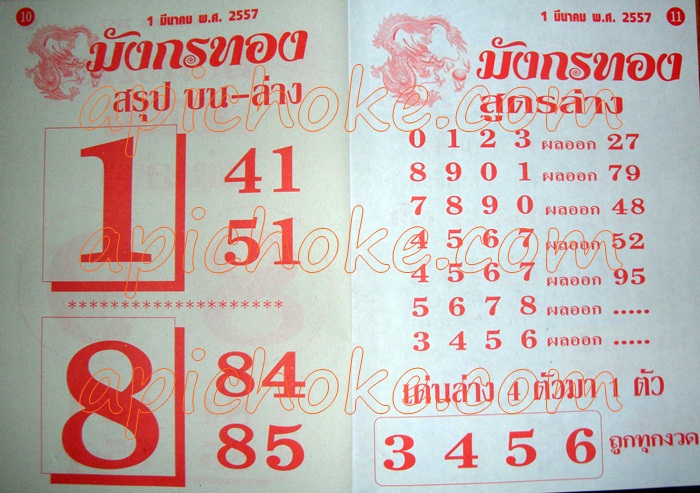 10
1 มีนาคม พ.ศ. 2557
มังกรทอง
สรุป บน-ล่าง
1
41
51
********************
8
84
85
1 มีนาคม พ.ศ. 2557
11
มังกรทอง
สูตรล่าง
0 1 2 3 ผลออก 27
8 9 0 1 ผลออก 79
7 8 9 0 ผลออก 48
4 5 6 7 ผลออก 52
4 5 6 7 ผลออก 95
5 6 7 8 ผลออก .....
3 4 5 6 ผลออก .....
เด่นล่าง 4 ตัวมา 1 ตัว
3 4 5 6 ถูกทุกงวด
apichoke.com
apichoke.com
apichoke.com